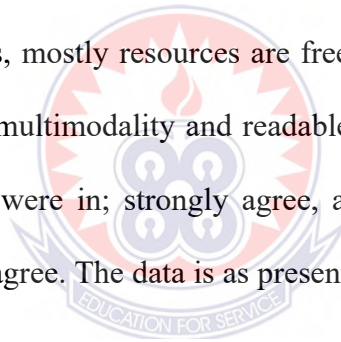 s, mostly resources are free
multimodality and readable
were in; strongly agree, a
agree. The data is as present
EDUCATION FOR SERVICE